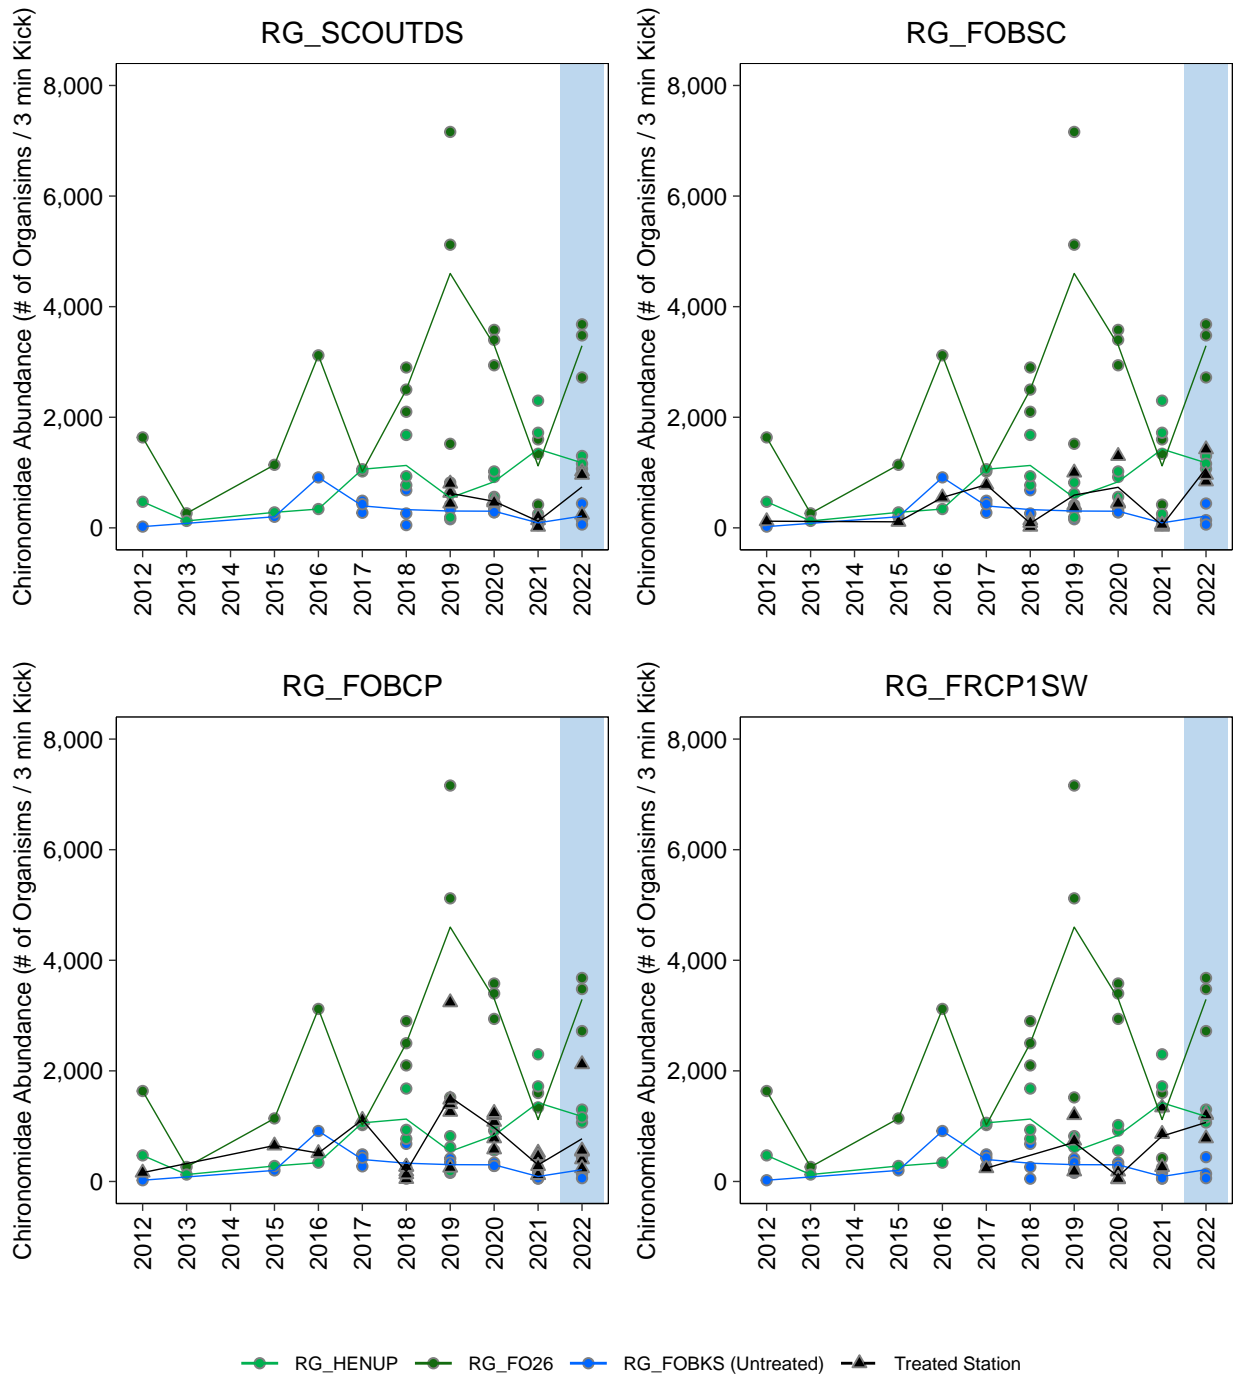 RG_SCOUTDS
Chironomidae Abundance (# of Organisims / 3 min Kick)
8,000
6,000
4,000
2,000
0
2012 2013 2014 2015 2016 2017 2018 2019 2020 2021 2022
RG_FOBSC
Chironomidae Abundance (# of Organisims / 3 min Kick)
8,000
6,000
4,000
2,000
0
2012 2013 2014 2015 2016 2017 2018 2019 2020 2021 2022
RG_FOBCP
Chironomidae Abundance (# of Organisims / 3 min Kick)
8,000
6,000
4,000
2,000
0
2012 2013 2014 2015 2016 2017 2018 2019 2020 2021 2022
RG_FRCP1SW
Chironomidae Abundance (# of Organisims / 3 min Kick)
8,000
6,000
4,000
2,000
0
2012 2013 2014 2015 2016 2017 2018 2019 2020 2021 2022
RG_HENUP RG_FO26 RG_FOBKS (Untreated) Treated Station